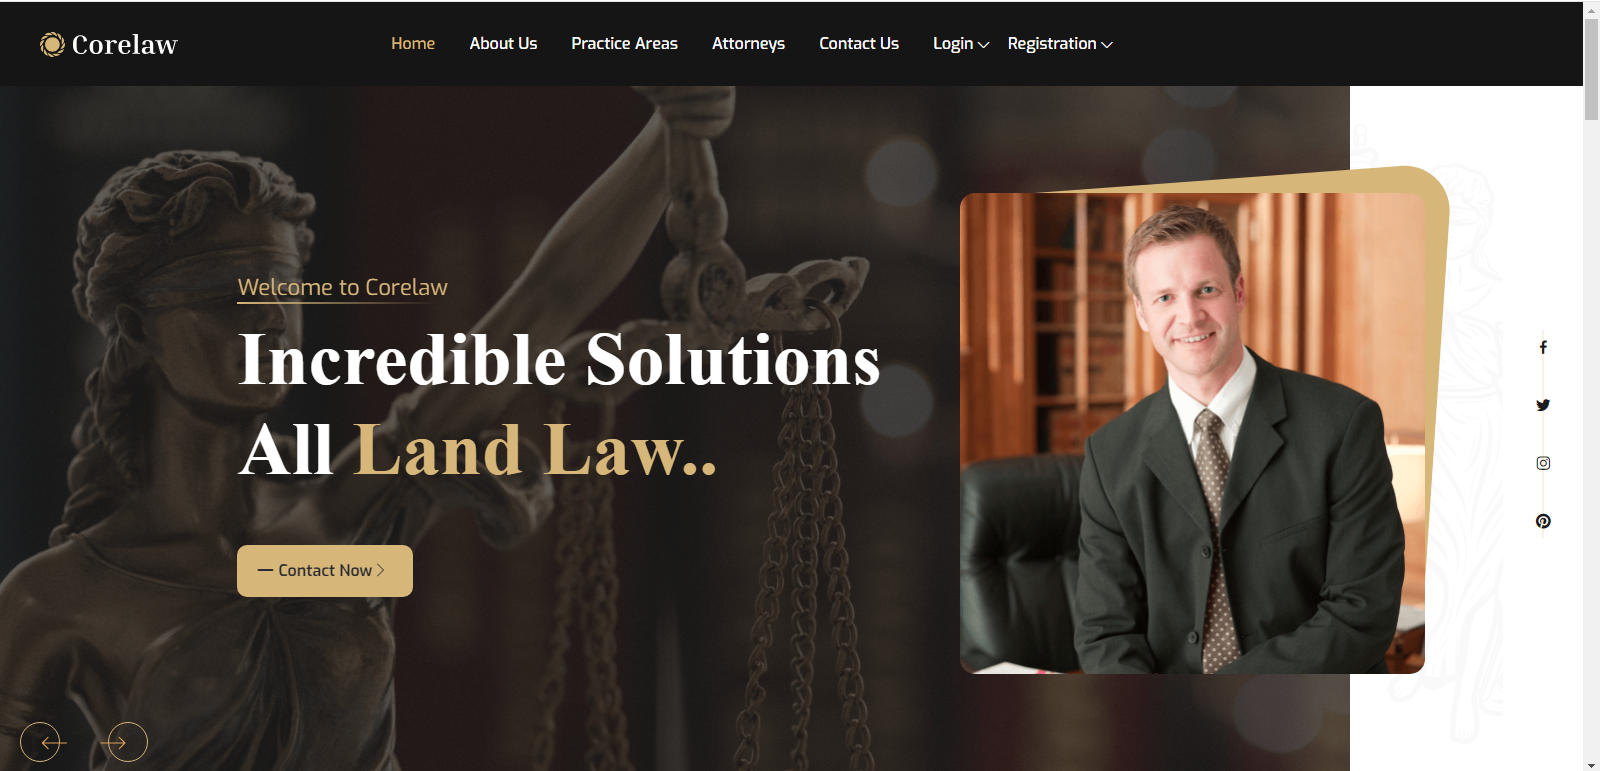 Corelaw
Home About Us Practice Areas Attorneys Contact Us Login Registration
Welcome to Corelaw
Incredible Solutions
All Land Law..
Contact Now